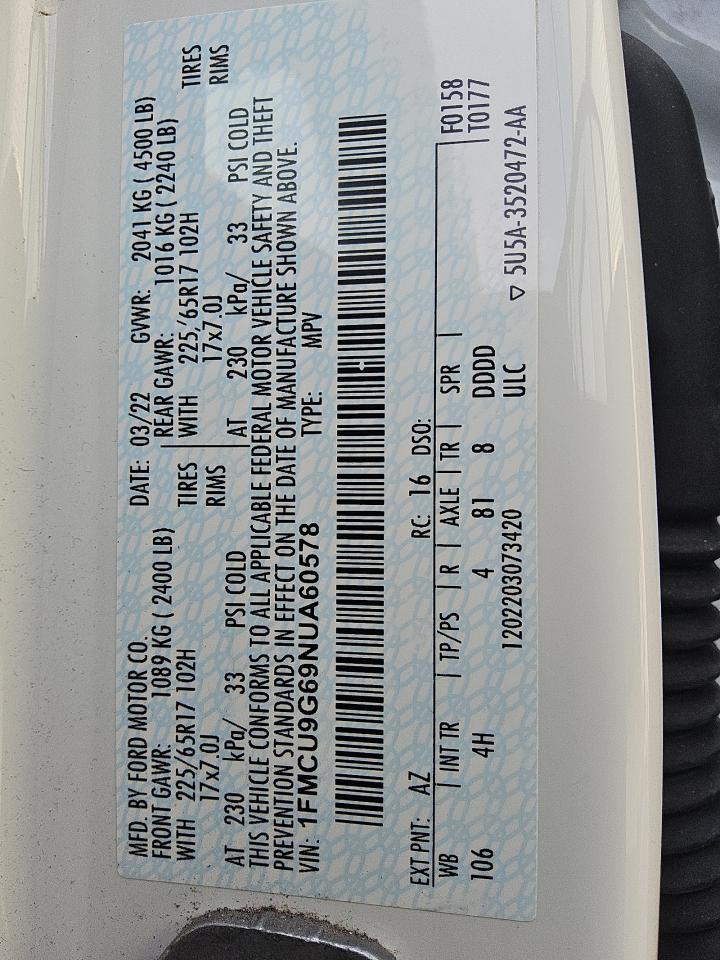 MFD. BY FORD MOTOR CO. DATE: 03/22 GVWR: 2041 KG ( 4500 LB)
FRONT GAWR: 1089 KG ( 2400 LB) REAR GAWR: 1016 KG ( 2240 LB)
WITH 225/65R17 102H TIRES WITH 225/65R17 102H TIRES
17x7.0J RIMS 17x7.0J RIMS
AT 230 kPa/ 33 PSI COLD AT 230 kPa/ 33 PSI COLD
THIS VEHICLE CONFORMS TO ALL APPLICABLE FEDERAL MOTOR VEHICLE SAFETY AND THEFT
PREVENTION STANDARDS IN EFFECT ON THE DATE OF MANUFACTURE SHOWN ABOVE.
VIN: 1FMCU9G69NUA60578 TYPE: MPV
EXT PNT: AZ RC: 16 DSO: F0158
WB INT TR TP/PS R AXLE TR SPR T0177
106 4H 4 81 8 DDDD
1202203073420 ULC ▽ 5U5A-3520472-AA